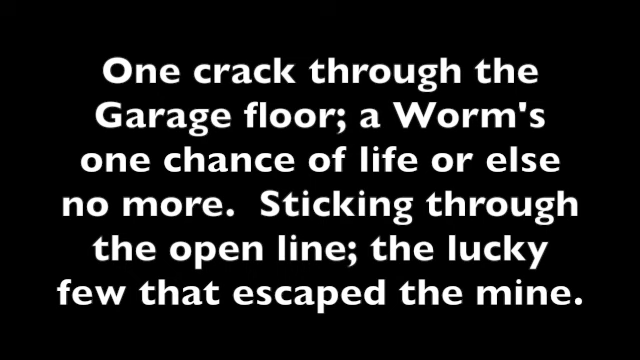 One crack through the
Garage floor; a Worm's
one chance of life or else
no more.  Sticking through
the open line; the lucky
few that escaped the mine.